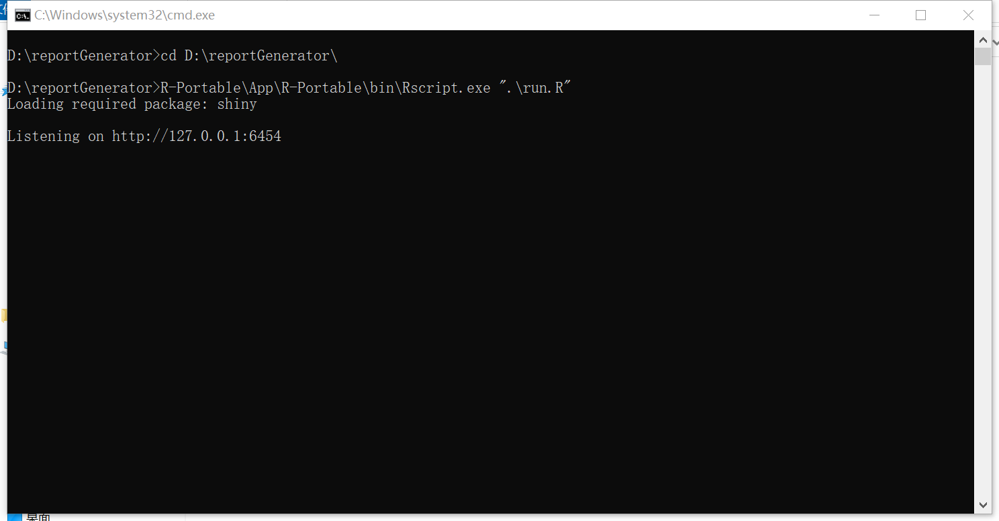 C:\Windows\system32\cmd.exe
D:\reportGenerator>cd D:\reportGenerator\
D:\reportGenerator>R-Portable\App\R-Portable\bin\Rscript.exe ".\run.R"
Loading required package: shiny
Listening on http://127.0.0.1:6454
桌面